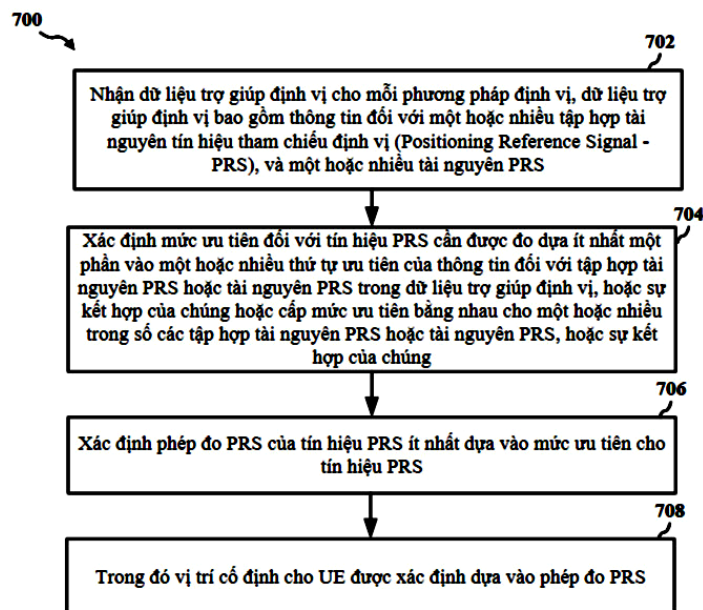 700
702
Nhận dữ liệu trợ giúp định vị cho mỗi phương pháp định vị, dữ liệu trợ
giúp định vị bao gồm thông tin đối với một hoặc nhiều tập hợp tài
nguyên tín hiệu tham chiếu định vị (Positioning Reference Signal -
PRS), và một hoặc nhiều tài nguyên PRS
704
Xác định mức ưu tiên đối với tín hiệu PRS cần được đo dựa ít nhất một
phần vào một hoặc nhiều thứ tự ưu tiên của thông tin đối với tập hợp tài
nguyên PRS hoặc tài nguyên PRS trong dữ liệu trợ giúp định vị, hoặc sự
kết hợp của chúng hoặc cấp mức ưu tiên bằng nhau cho một hoặc nhiều
trong số các tập hợp tài nguyên PRS hoặc tài nguyên PRS, hoặc sự kết
hợp của chúng
706
Xác định phép đo PRS của tín hiệu PRS ít nhất dựa vào mức ưu tiên cho
tín hiệu PRS
708
Trong đó vị trí cố định cho UE được xác định dựa vào phép đo PRS